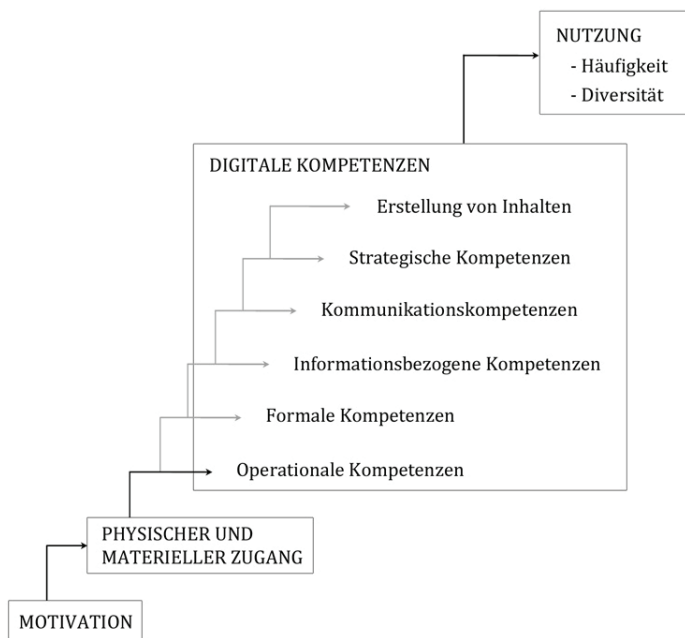 NUTZUNG
- Häufigkeit
- Diversität
DIGITALE KOMPETENZEN
Erstellung von Inhalten
Strategische Kompetenzen
Kommunikationskompetenzen
Informationsbezogene Kompetenzen
Formale Kompetenzen
Operationale Kompetenzen
PHYSISCHER UND
MATERIELLER ZUGANG
MOTIVATION